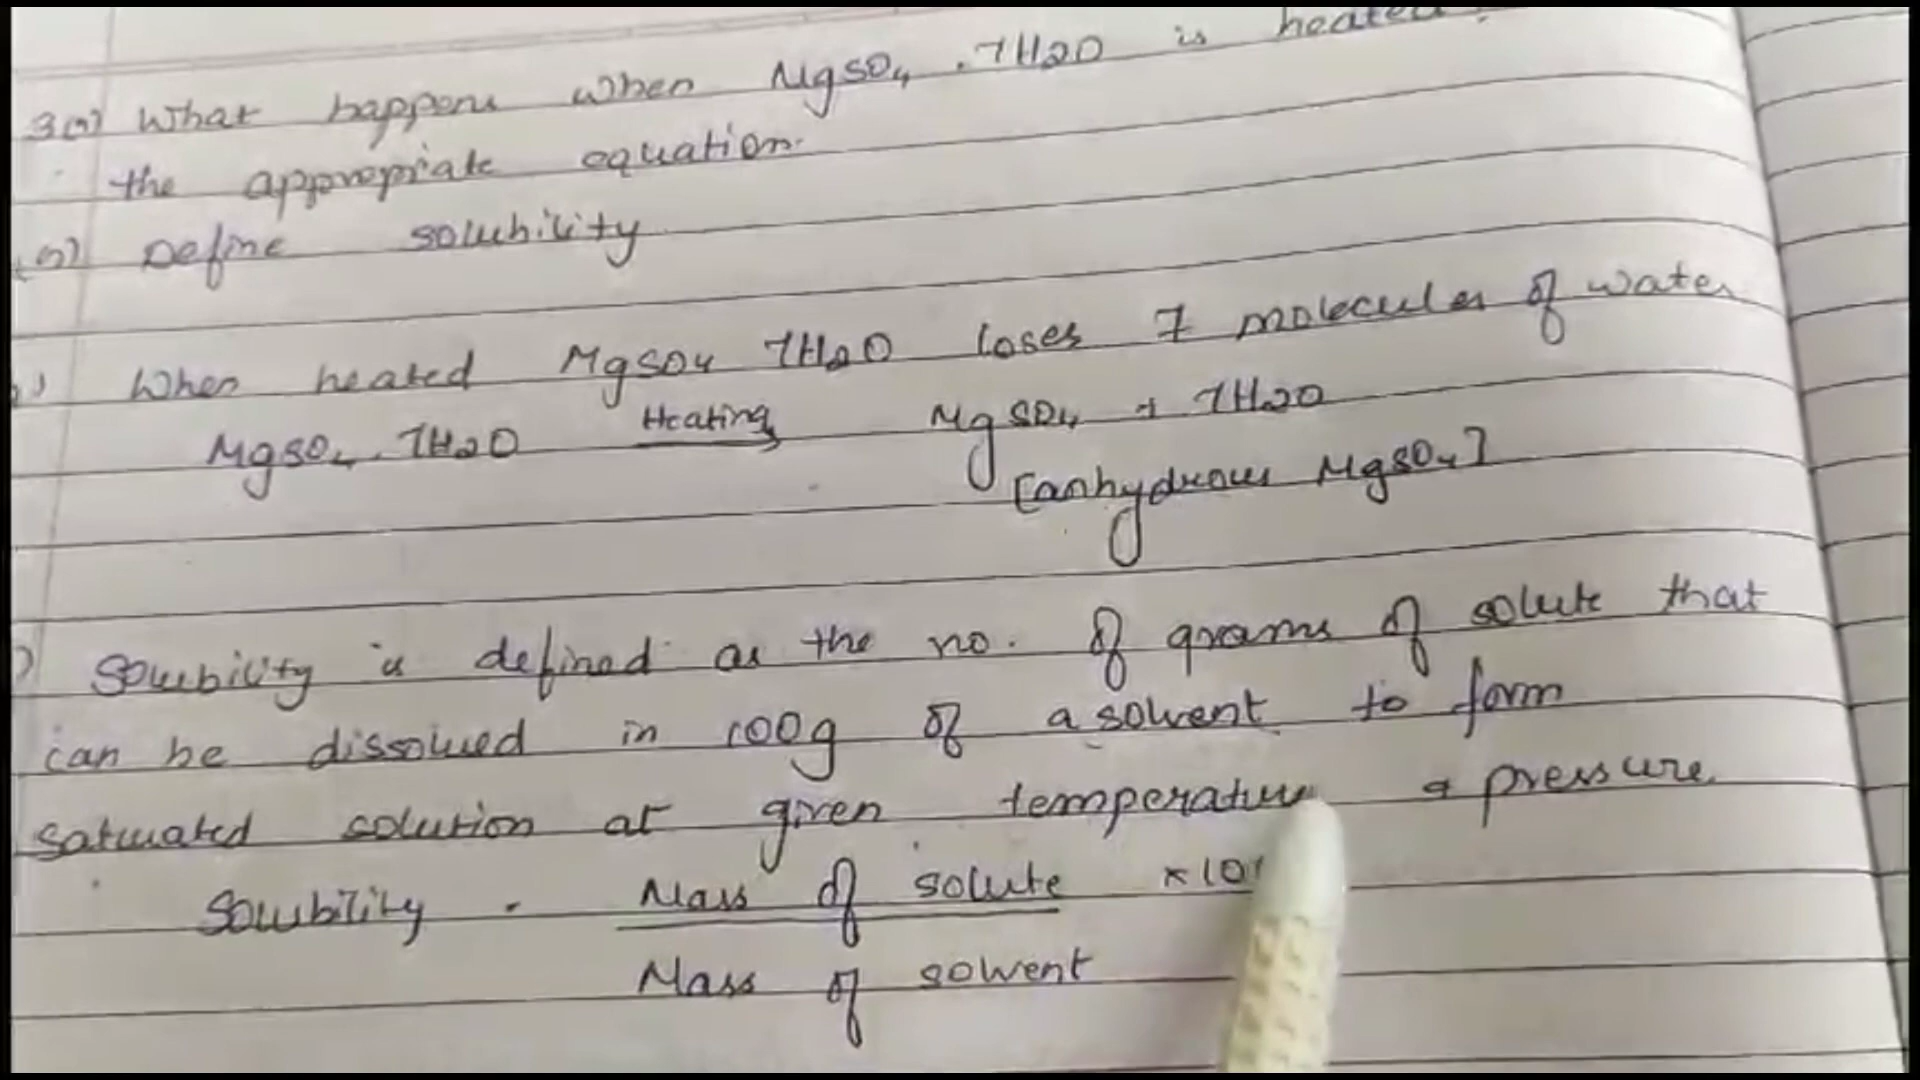 3(a) What happens when MgSO4 . 7H2O is heated?
the appropriate equation.
Define solubility
When heated MgSO4 7H2O loses 7 molecules of water
MgSO4 . 7H2O Heating → MgSO4 + 7H2O
[anhydrous MgSO4]
Solubility is defined as the no. of grams of solute that
can be dissolved in 100g of a solvent to form
saturated solution at given temperature & pressure.
Solubility - Mass of solute ×10
Mass of solvent